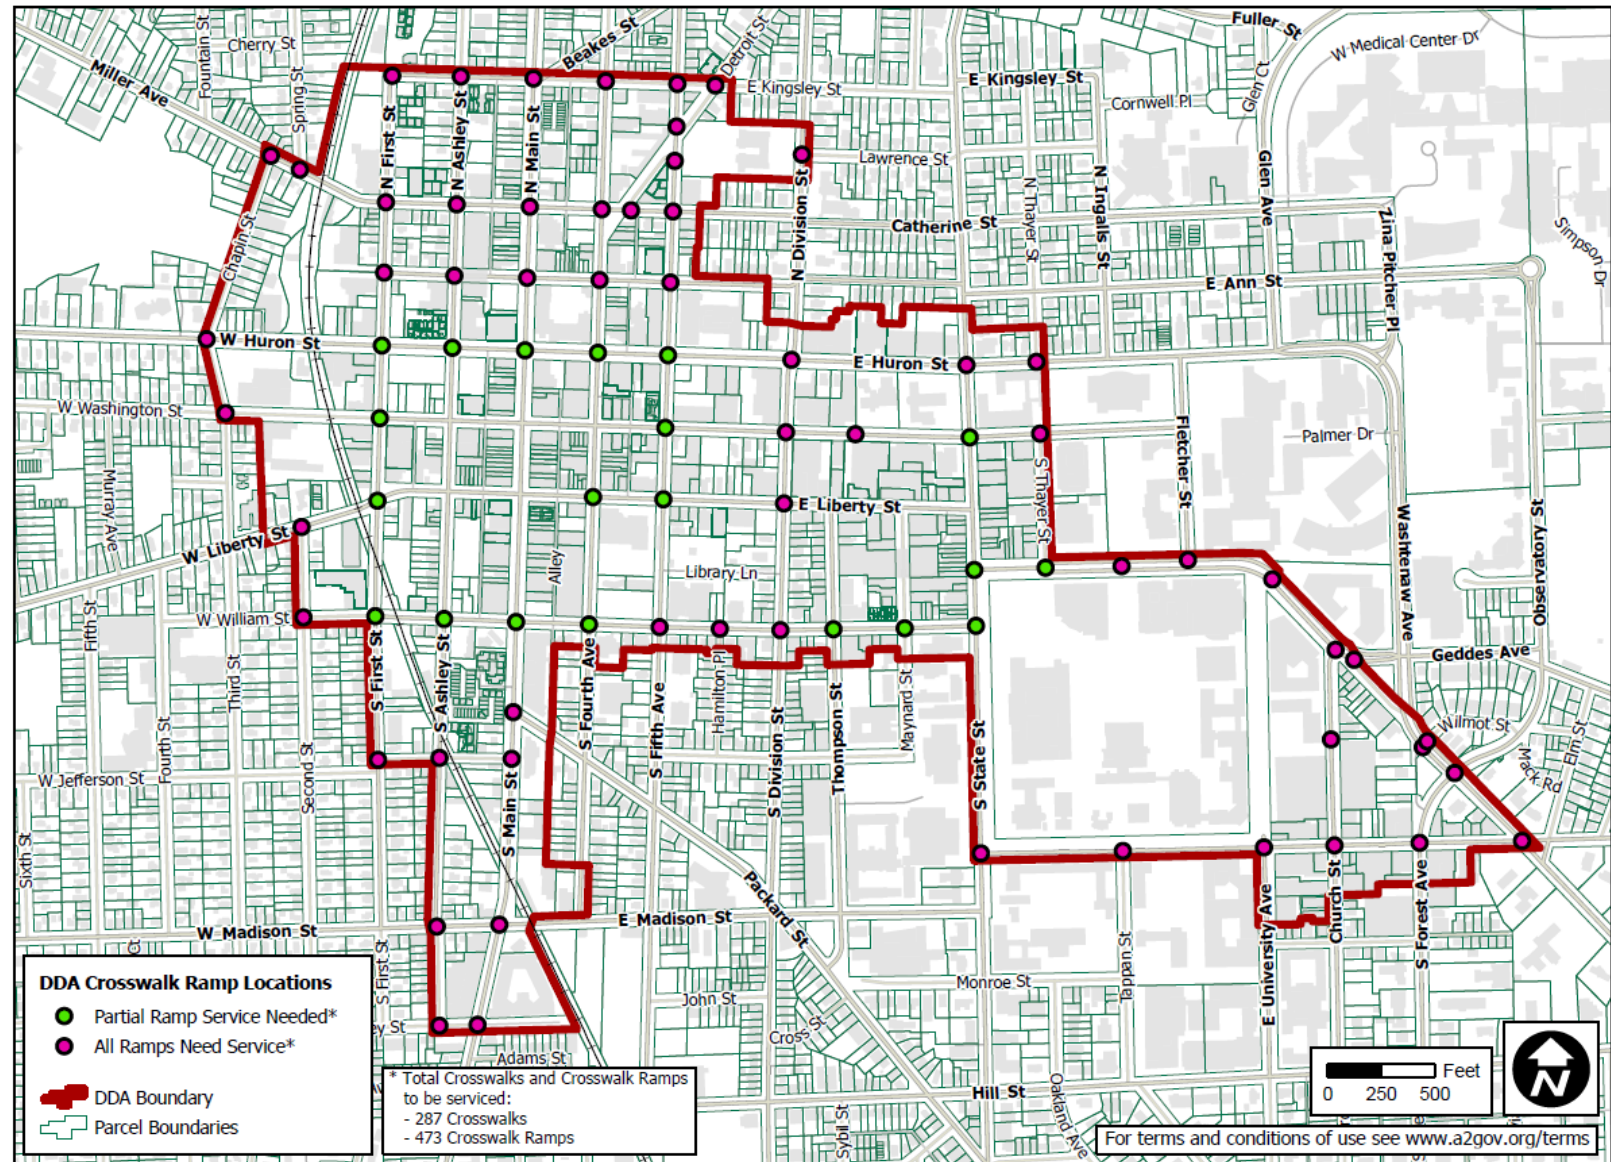 Fuller St
W Medical Center Dr
Fountain St
Cherry St
Beakes St
Detroit St
Miller Ave
Spring St
E Kingsley St
E Kingsley St
Cornwell Pl
Glen Ct
N First St
N Ashley St
N Main St
Lawrence St
N Division St
N Thayer St
N Ingalls St
Glen Ave
Zina Pitcher Pl
Simpson Dr
Catherine St
Chapin St
E Ann St
W Huron St
E Huron St
W Washington St
Fletcher St
Palmer Dr
Murray Ave
S Thayer St
E Liberty St
W Liberty St
Washtenaw Ave
Observatory St
Alley
Library Ln
Fifth St
W William St
Third St
S First St
S Ashley St
S Fourth Ave
S Fifth Ave
Hamilton Pl
S Division St
Thompson St
Maynard St
S State St
Geddes Ave
Wilmot St
Elm St
Mack Rd
Fourth St
Second St
W Jefferson St
S Main St
Sixth St
Packard St
E Madison St
W Madison St
Ct
S First St
E University Ave
Church St
S Forest Ave
Tappan St
Monroe St
John St
Cross St
ey St
Adams St
Hill St
Oakland Ave
Sybil St
DDA Crosswalk Ramp Locations
Partial Ramp Service Needed*
All Ramps Need Service*
DDA Boundary
Parcel Boundaries
* Total Crosswalks and Crosswalk Ramps
to be serviced:
- 287 Crosswalks
- 473 Crosswalk Ramps
Feet
0 250 500
N
For terms and conditions of use see www.a2gov.org/terms